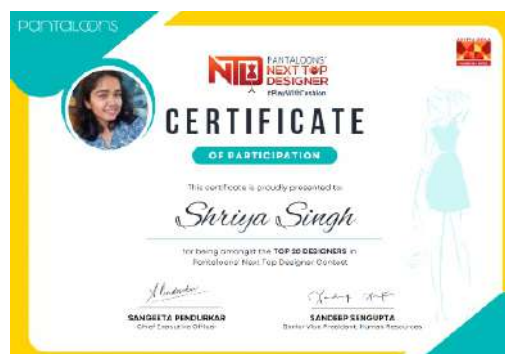 PANTALOONS
NTD
PANTALOONS'
NEXT TOP
DESIGNER
#PlayWithFashion
CERTIFICATE
OF PARTICIPATION
This certificate is proudly presented to
Shriya Singh
for being amongst the TOP 20 DESIGNERS in
Pantaloons' Next Top Designer Contest
SANGEETA PENDURKAR
Chief Executive Officer
SANDEEP SENGUPTA
Senior Vice President, Human Resources